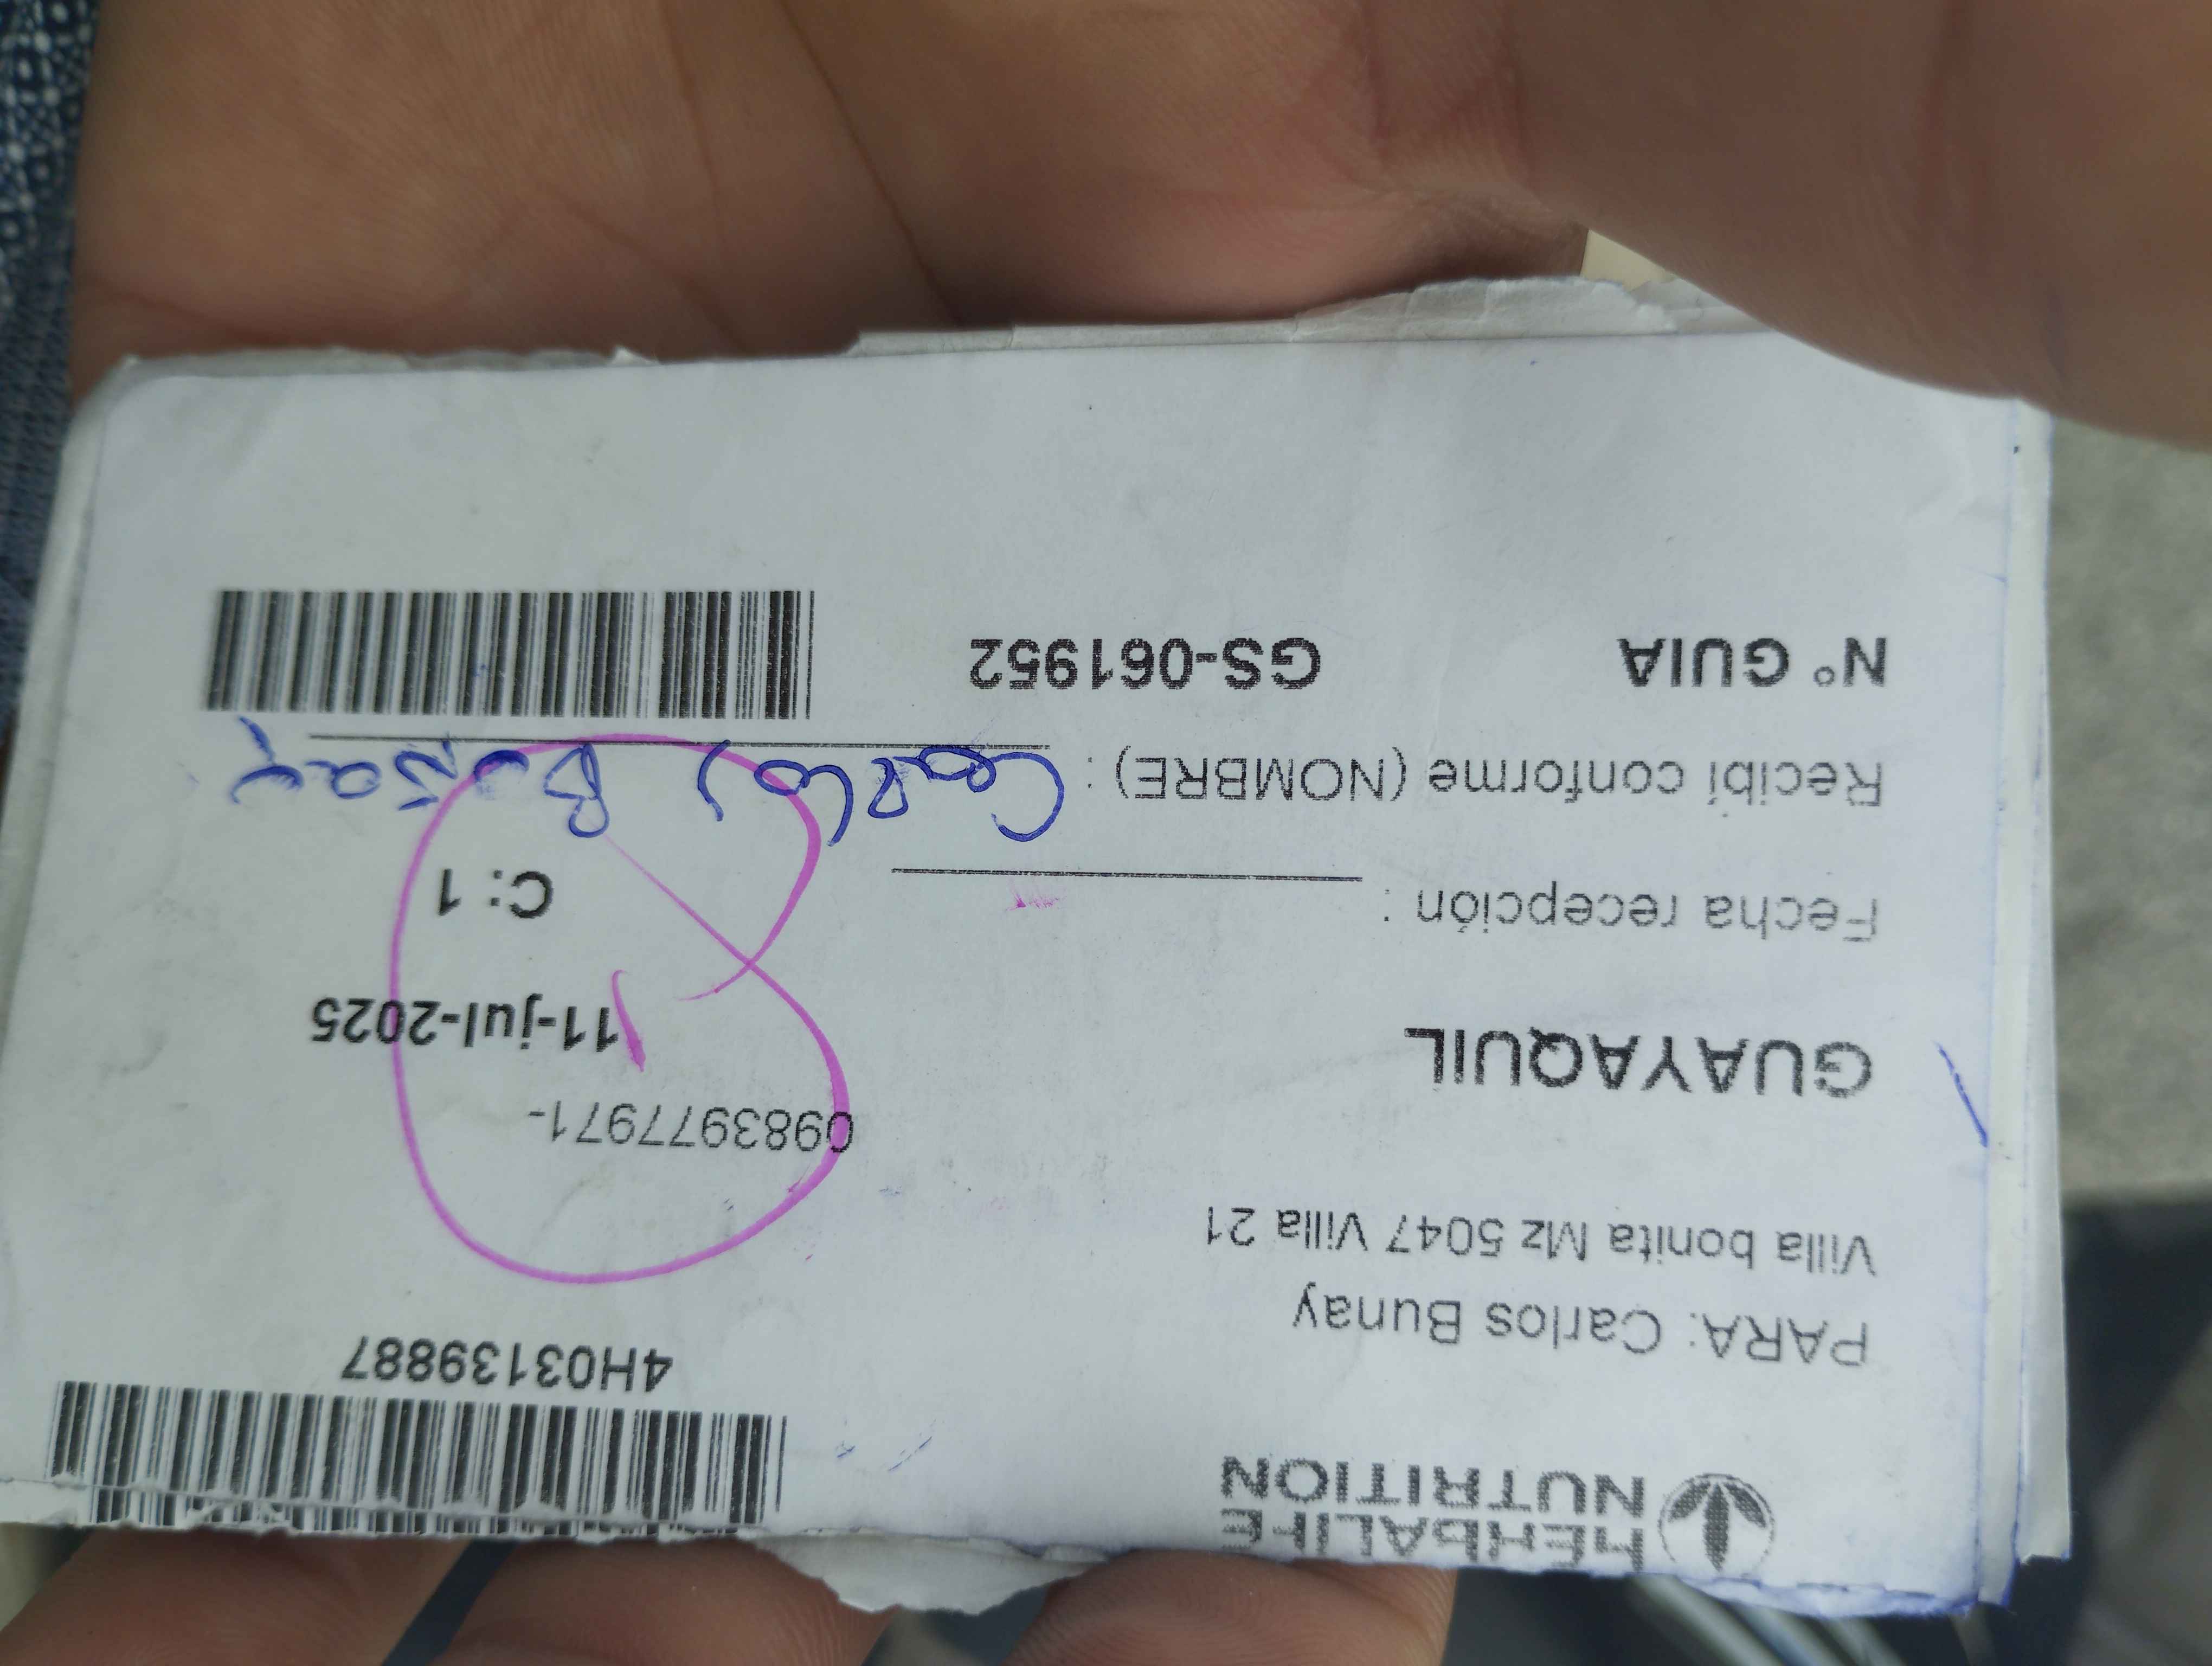 HERBALIFE
NUTRITION
4H03139887
PARA: Carlos Bunay
Villa bonita Mz 5047 Villa 21
0983977971-
GUAYAQUIL
11-jul-2025
C: 1
Fecha recepción :
Recibí conforme (NOMBRE) : Carlos Buñay
N° GUIA GS-061952